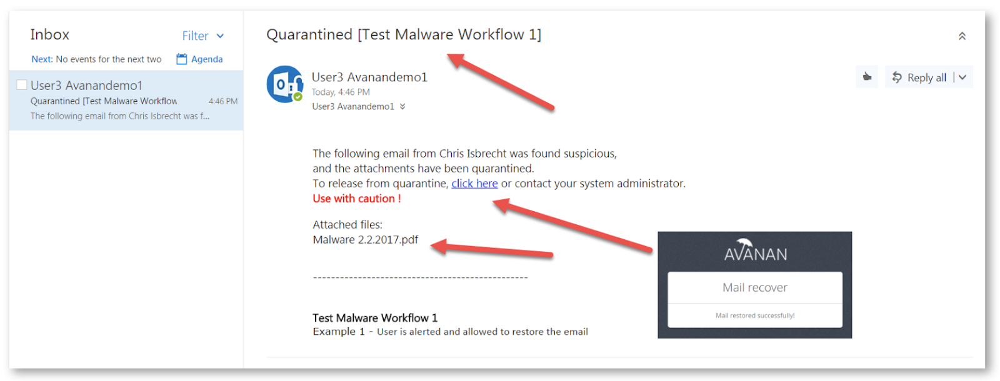 Inbox
Filter
Next: No events for the next two
Agenda
User3 Avanandemo1
Quarantined [Test Malware Workflow
4:46 PM
The following email from Chris Isbrecht was f...
Quarantined [Test Malware Workflow 1]
User3 Avanandemo1
Today, 4:46 PM
User3 Avanandemo1
Reply all
The following email from Chris Isbrecht was found suspicious,
and the attachments have been quarantined.
To release from quarantine, click here or contact your system administrator.
Use with caution !
Attached files:
Malware 2.2.2017.pdf
------------------------------------------------
Test Malware Workflow 1
Example 1 - User is alerted and allowed to restore the email
AVANAN
Mail recover
Mail restored successfully!